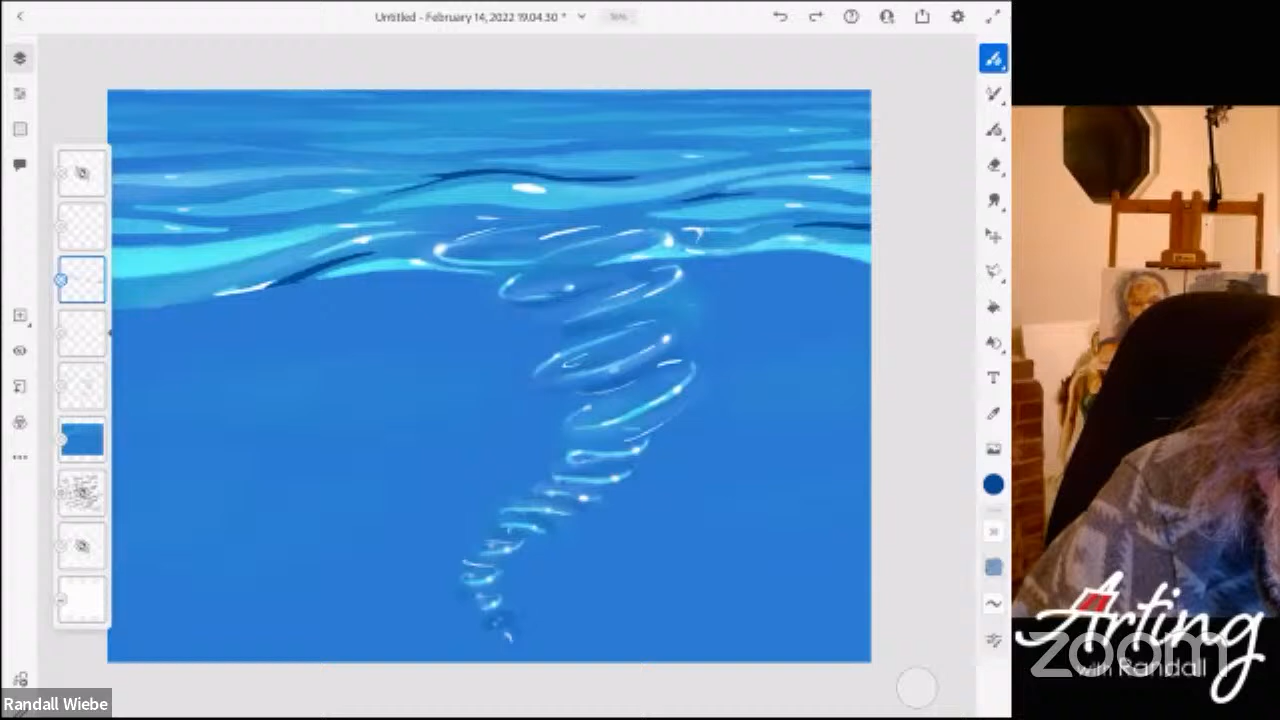 Untitled - February 14, 2022 19.04.30 *
Randall Wiebe
Arting
zoom
with Randall